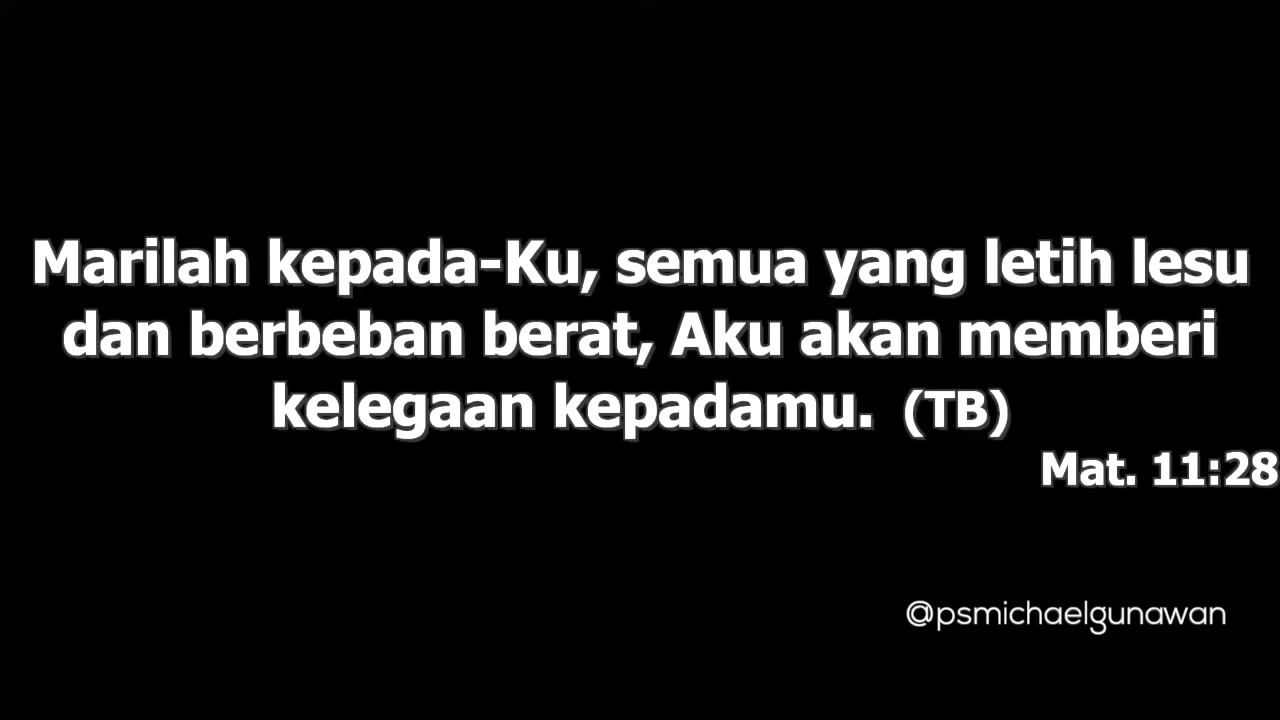 Marilah kepada-Ku, semua yang letih lesu
dan berbeban berat, Aku akan memberi
kelegaan kepadamu. (TB)
Mat. 11:28
@psmichaelgunawan